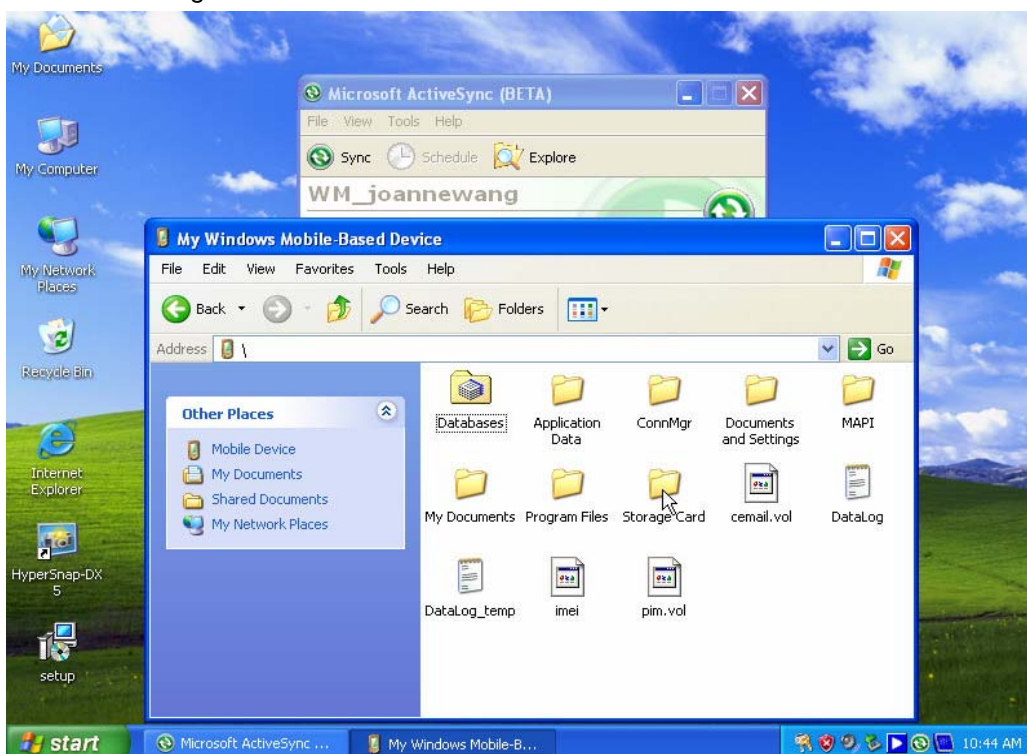 My Documents
My Computer
My Network
Places
Recycle Bin
Internet
Explorer
HyperSnap-DX
5
setup
Microsoft ActiveSync (BETA)
File View Tools Help
Sync Schedule Explore
WM_joannewang
My Windows Mobile-Based Device
File Edit View Favorites Tools Help
Back Search Folders
Address \ Go
Other Places
Mobile Device
My Documents
Shared Documents
My Network Places
Databases Application Data ConnMgr Documents and Settings MAPI
My Documents Program Files Storage Card cemail.vol DataLog
DataLog_temp imei pim.vol
start Microsoft ActiveSync ... My Windows Mobile-B... 10:44 AM